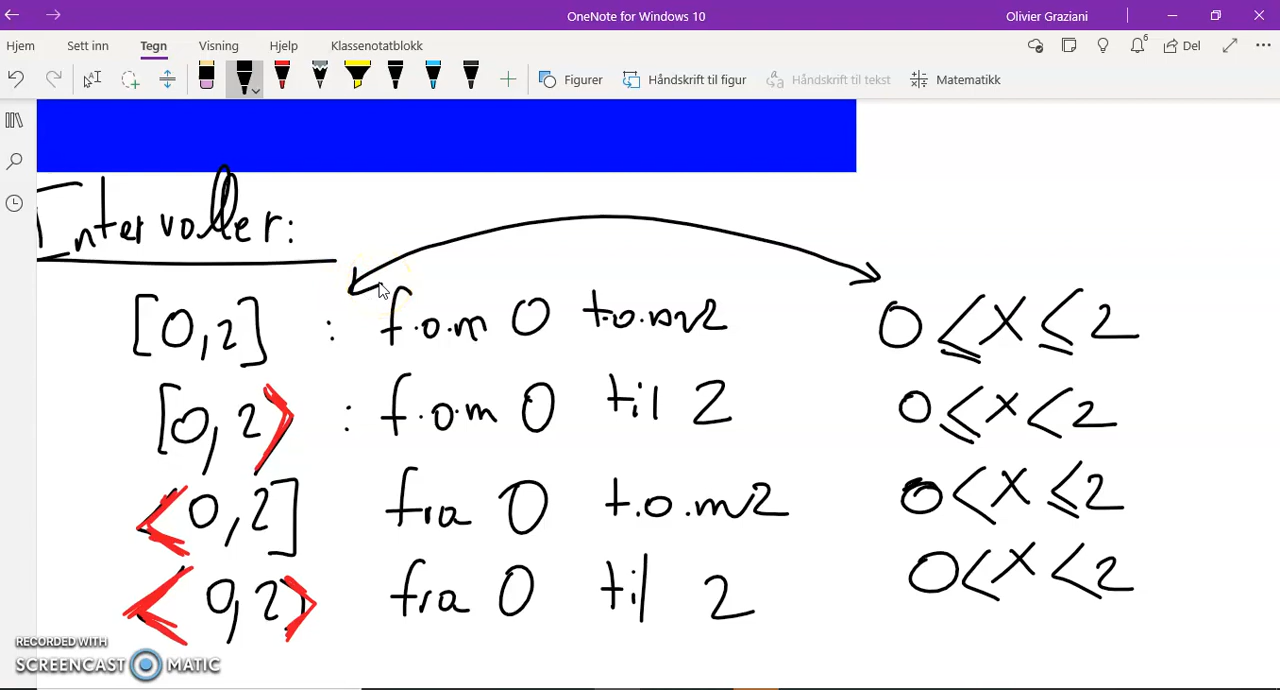 OneNote for Windows 10
Olivier Graziani
Hjem Sett inn Tegn Visning Hjelp Klassenotatblokk
6 Del
Figurer Håndskrift til figur Håndskrift til tekst Matematikk
Intervaller:
[0,2] : f.o.m 0 t.o.m 2 0 ≤ x ≤ 2
[0,2> : f.o.m 0 til 2 0 ≤ x < 2
<0,2] fra 0 t.o.m 2 0 < x ≤ 2
<0,2> fra 0 til 2 0 < x < 2
RECORDED WITH
SCREENCAST MATIC